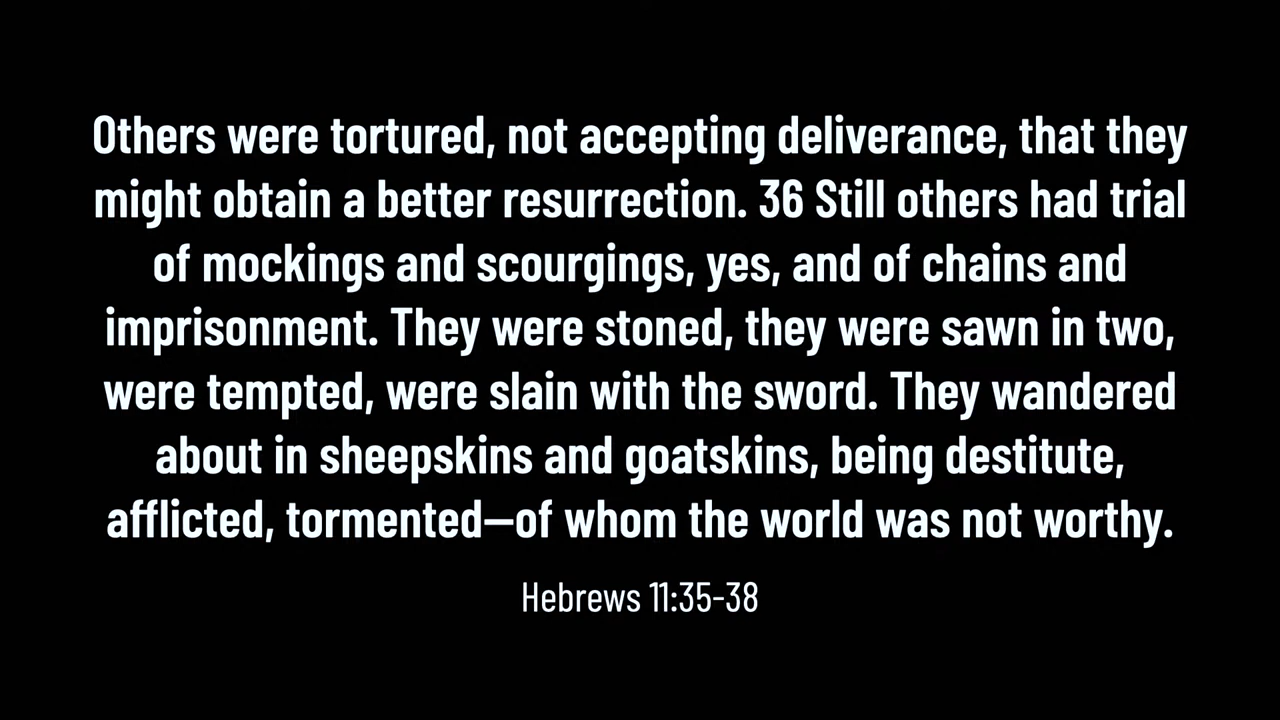 Others were tortured, not accepting deliverance, that they
might obtain a better resurrection. 36 Still others had trial
of mockings and scourgings, yes, and of chains and
imprisonment. They were stoned, they were sawn in two,
were tempted, were slain with the sword. They wandered
about in sheepskins and goatskins, being destitute,
afflicted, tormented—of whom the world was not worthy.
Hebrews 11:35-38